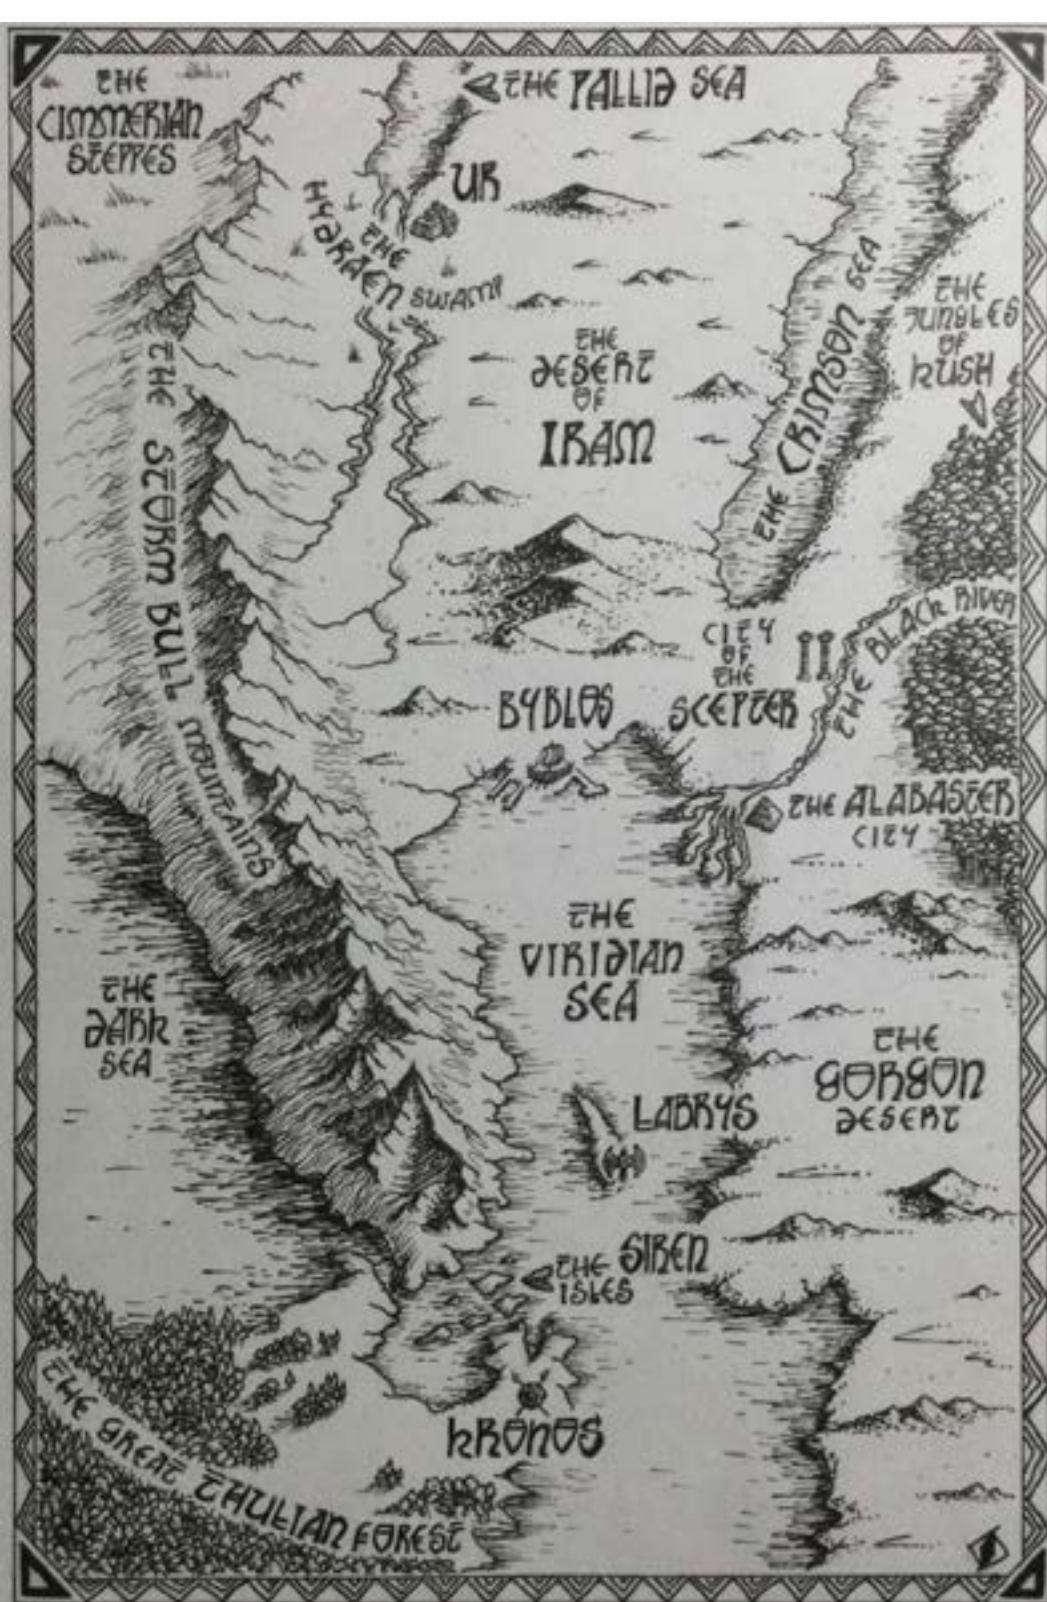 THE
CIMMERIAN
STEPPES
THE PALLID SEA
UR
THE
HYDRAEN SWAMP
THE CRIMSON SEA
THE
JUNGLES
OF
KUSH
THE
DESERT
OF
IRAM
THE STORM BULL MOUNTAINS
THE BLACK RIVER
CITY
OF
THE
SCEPTER
BYBLOS
THE ALABASTER
CITY
THE
VIRIDIAN
SEA
THE
DARK
SEA
THE
GORGON
DESERT
LABRYS
THE SIREN
ISLES
KRONOS
THE GREAT THULIAN FOREST